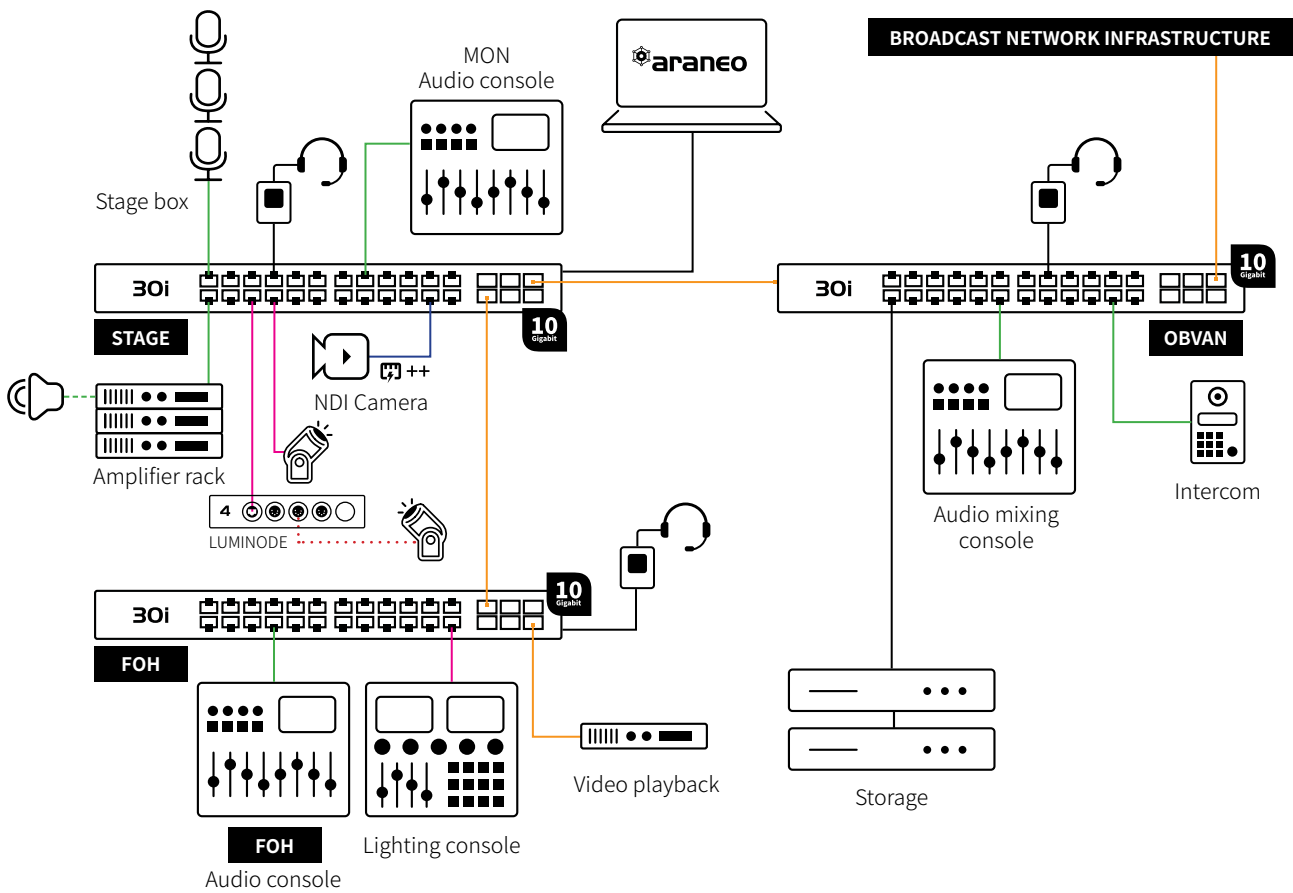 BROADCAST NETWORK INFRASTRUCTURE
MON
Audio console
araneo
Stage box
30i
10
Gigabit
STAGE
30i
10
Gigabit
OBVAN
++
NDI Camera
Amplifier rack
4
LUMINODE
Audio mixing
console
Intercom
30i
10
Gigabit
FOH
Video playback
Storage
FOH
Audio console
Lighting console